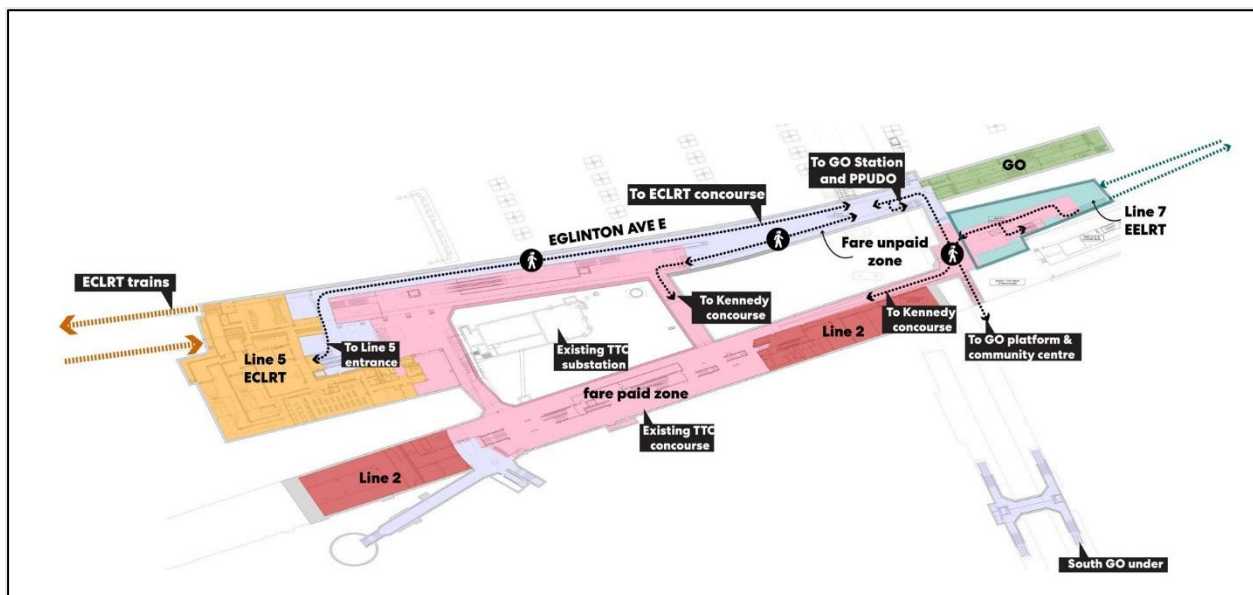 To GO Station
and PPUDO
GO
To ECLRT concourse
Line 7
EELRT
EGLINTON AVE E
Fare unpaid
zone
ECLRT trains
To Kennedy
concourse
To Kennedy
concourse
Line 2
To GO platform &
community centre
To Line 5
entrance
Existing TTC
substation
Line 5
ECLRT
fare paid zone
Existing TTC
concourse
Line 2
South GO under